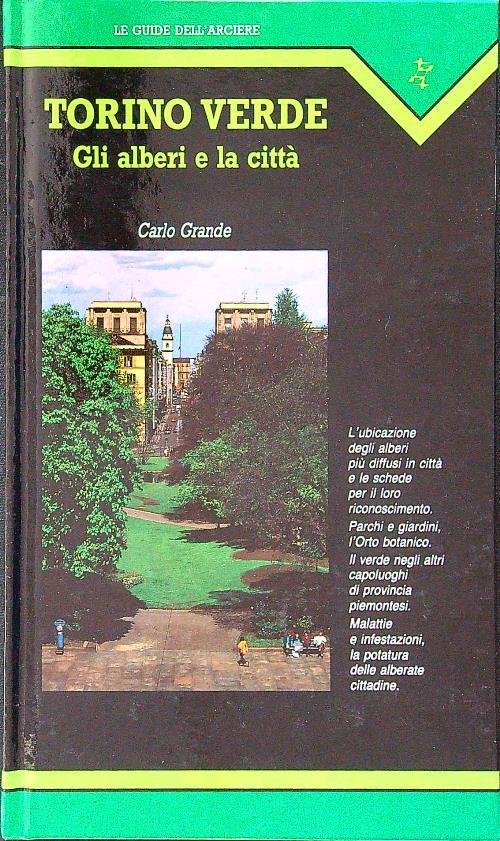 LE GUIDE DELL'ARCIERE
TORINO VERDE
Gli alberi e la città
Carlo Grande
L'ubicazione
degli alberi
più diffusi in città
e le schede
per il loro
riconoscimento.
Parchi e giardini,
l'Orto botanico.
Il verde negli altri
capoluoghi
di provincia
piemontesi.
Malattie
e infestazioni,
la potatura
delle alberate
cittadine.